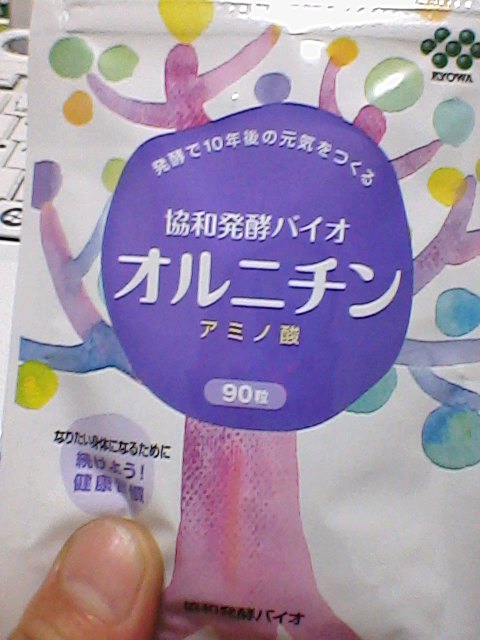 KYOWA
発酵で10年後の元気をつくる
協和発酵バイオ
オルニチン
アミノ酸
90粒
なりたい身体になるために
続けよう!
健康習慣
協和発酵バイオ